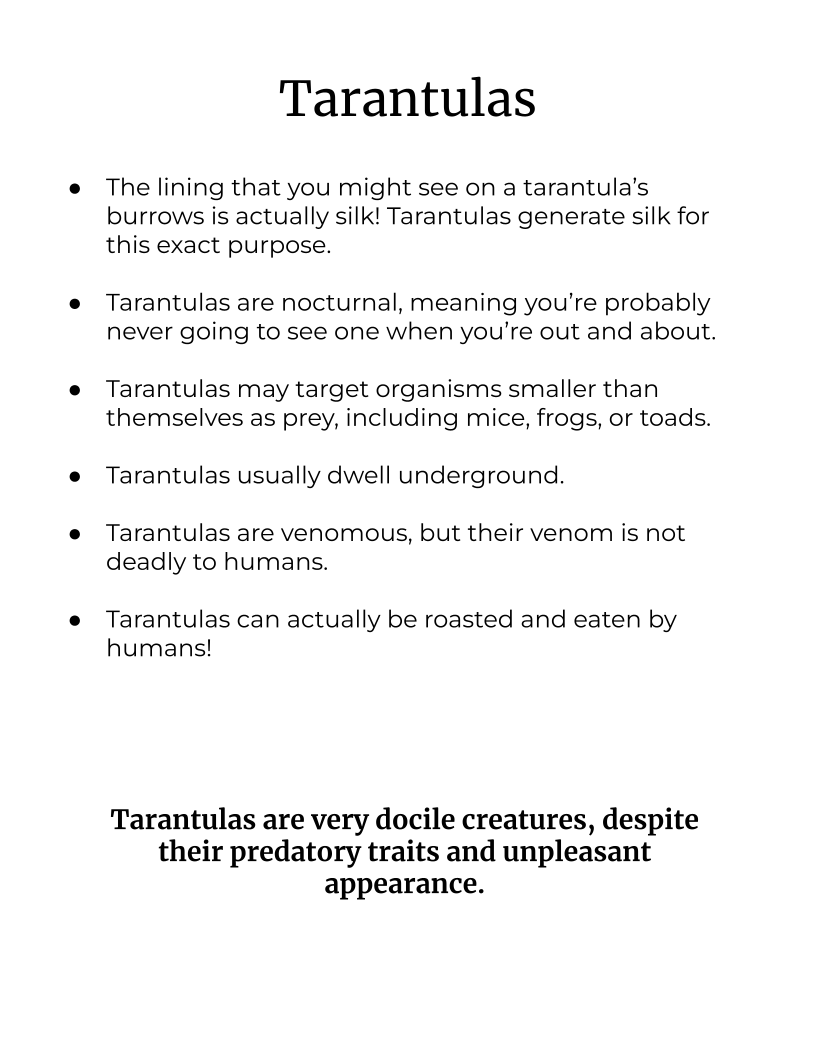 Tarantulas
● The lining that you might see on a tarantula’s
burrows is actually silk! Tarantulas generate silk for
this exact purpose.
● Tarantulas are nocturnal, meaning you’re probably
never going to see one when you’re out and about.
● Tarantulas may target organisms smaller than
themselves as prey, including mice, frogs, or toads.
● Tarantulas usually dwell underground.
● Tarantulas are venomous, but their venom is not
deadly to humans.
● Tarantulas can actually be roasted and eaten by
humans!
Tarantulas are very docile creatures, despite
their predatory traits and unpleasant
appearance.